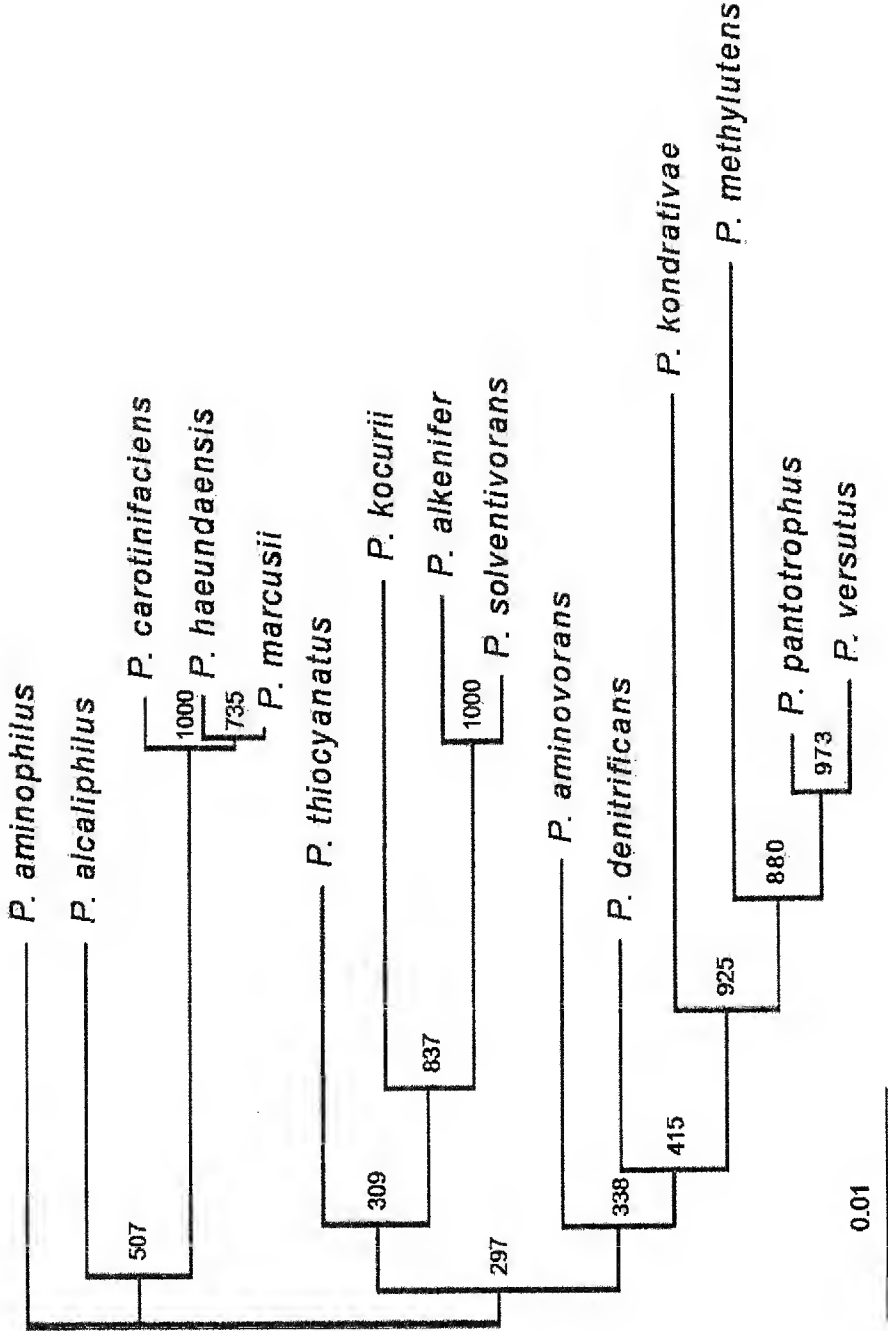 P. aminophilus
P. alcaliphilus
507
P. carotinifaciens
1000
P. haeundaensis
735
P. marcusii
P. thiocyanatus
309
P. kocurii
837
P. alkenifer
1000
P. solventivorans
297
P. aminovorans
338
P. denitrificans
415
P. kondrativae
925
P. methylutens
880
P. pantotrophus
973
P. versutus
0.01